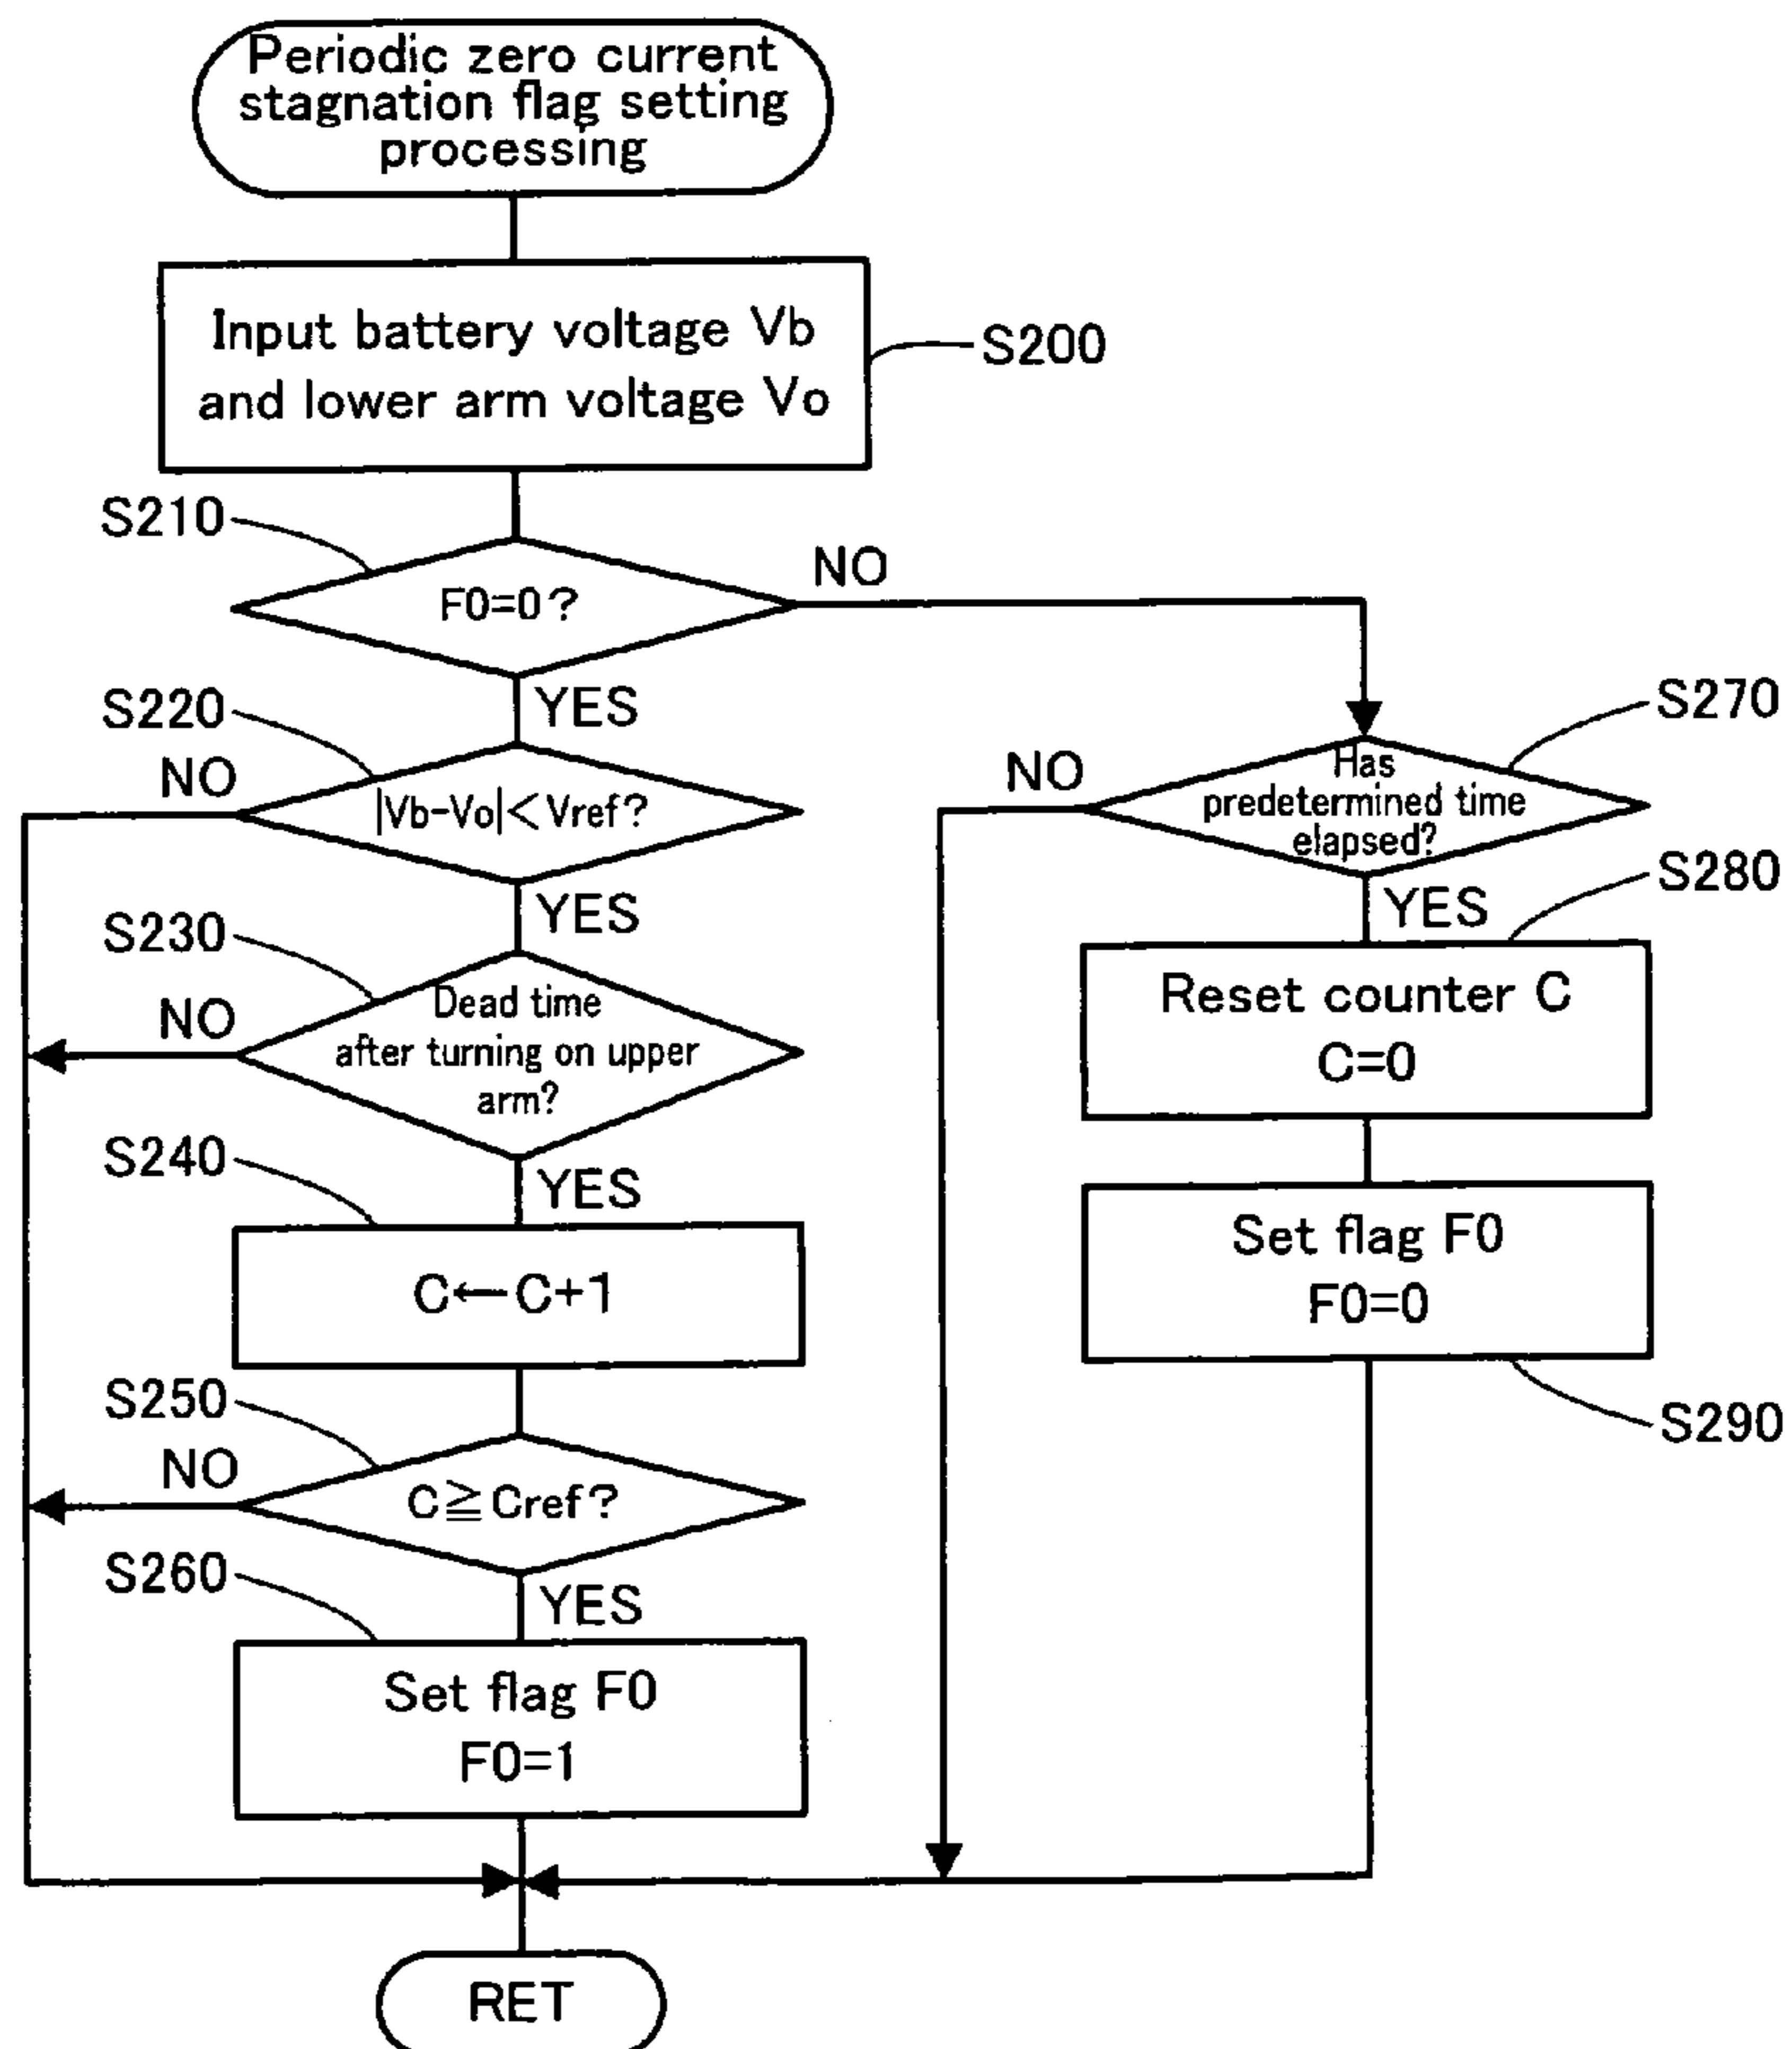 Periodic zero current
stagnation flag setting
processing
Input battery voltage Vb
and lower arm voltage Vo
S200
S210
F0=0?
NO
YES
S220
NO
|Vb-Vo|<Vref?
YES
S230
NO
Dead time
after turning on upper
arm?
YES
S240
C←C+1
S250
NO
C≧Cref?
YES
S260
Set flag F0
F0=1
S270
NO
Has
predetermined time
elapsed?
YES
S280
Reset counter C
C=0
Set flag F0
F0=0
S290
RET